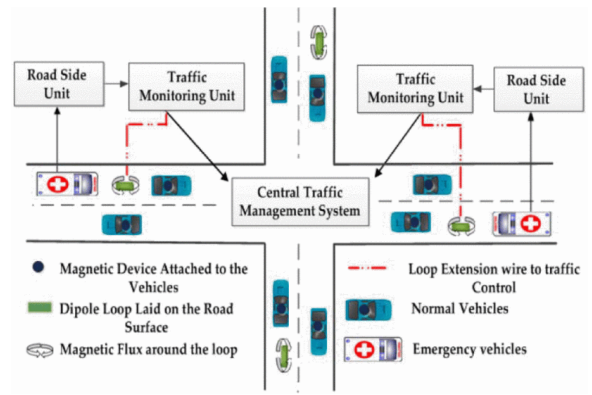 Road Side
Unit
Traffic
Monitoring Unit
Traffic
Monitoring Unit
Road Side
Unit
Central Traffic
Management System
Magnetic Device Attached to the
Vehicles
Dipole Loop Laid on the Road
Surface
Magnetic Flux around the loop
Loop Extension wire to traffic
Control
Normal Vehicles
Emergency vehicles